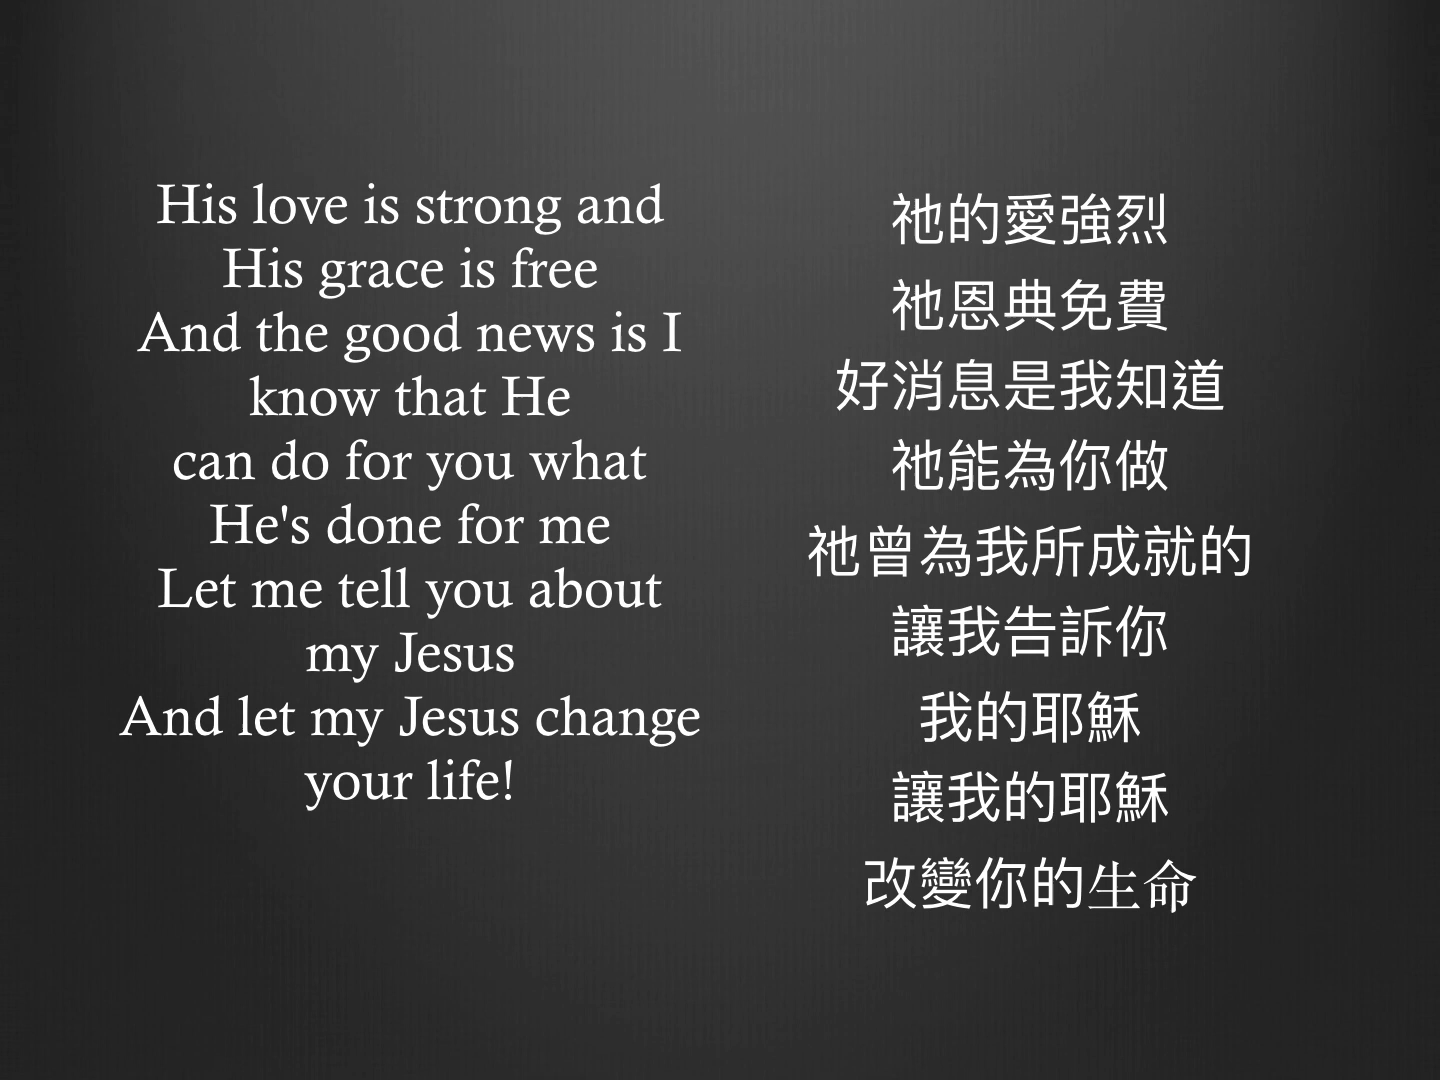 His love is strong and
His grace is free
And the good news is I
know that He
can do for you what
He's done for me
Let me tell you about
my Jesus
And let my Jesus change
your life!
祂的愛強烈
祂恩典免費
好消息是我知道
祂能為你做
祂曾為我所成就的
讓我告訴你
我的耶穌
讓我的耶穌
改變你的生命